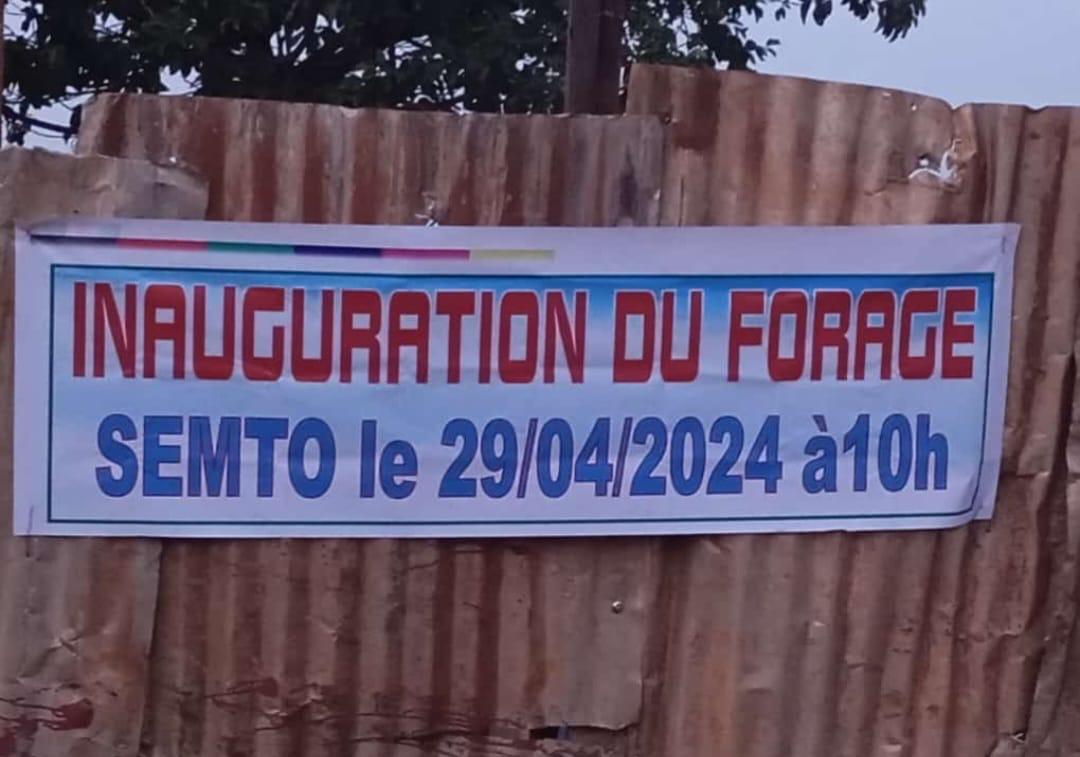 INAUGURATION DU FORAGE
SEMTO le 29/04/2024 à10h